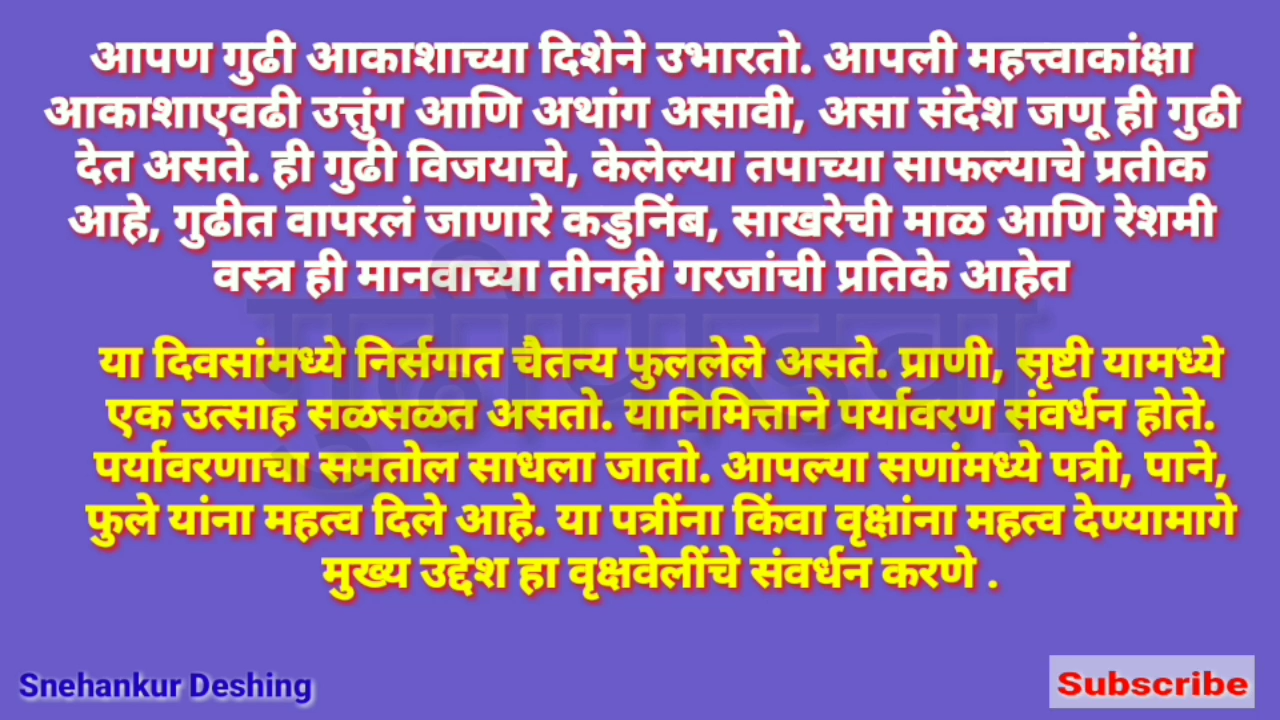 आपण गुढी आकाशाच्या दिशेने उभारतो. आपली महत्त्वाकांक्षा
आकाशाएवढी उत्तुंग आणि अथांग असावी, असा संदेश जणू ही गुढी
देत असते. ही गुढी विजयाचे, केलेल्या तपाच्या साफल्याचे प्रतीक
आहे, गुढीत वापरलं जाणारे कडुनिंब, साखरेची माळ आणि रेशमी
वस्त्र ही मानवाच्या तीनही गरजांची प्रतिके आहेत
गुढीपाडवा
या दिवसांमध्ये निर्सगात चैतन्य फुललेले असते. प्राणी, सृष्टी यामध्ये
एक उत्साह सळसळत असतो. यानिमित्ताने पर्यावरण संवर्धन होते.
पर्यावरणाचा समतोल साधला जातो. आपल्या सणांमध्ये पत्री, पाने,
फुले यांना महत्व दिले आहे. या पत्रींना किंवा वृक्षांना महत्व देण्यामागे
मुख्य उद्देश हा वृक्षवेलींचे संवर्धन करणे .
Snehankur Deshing
Subscribe